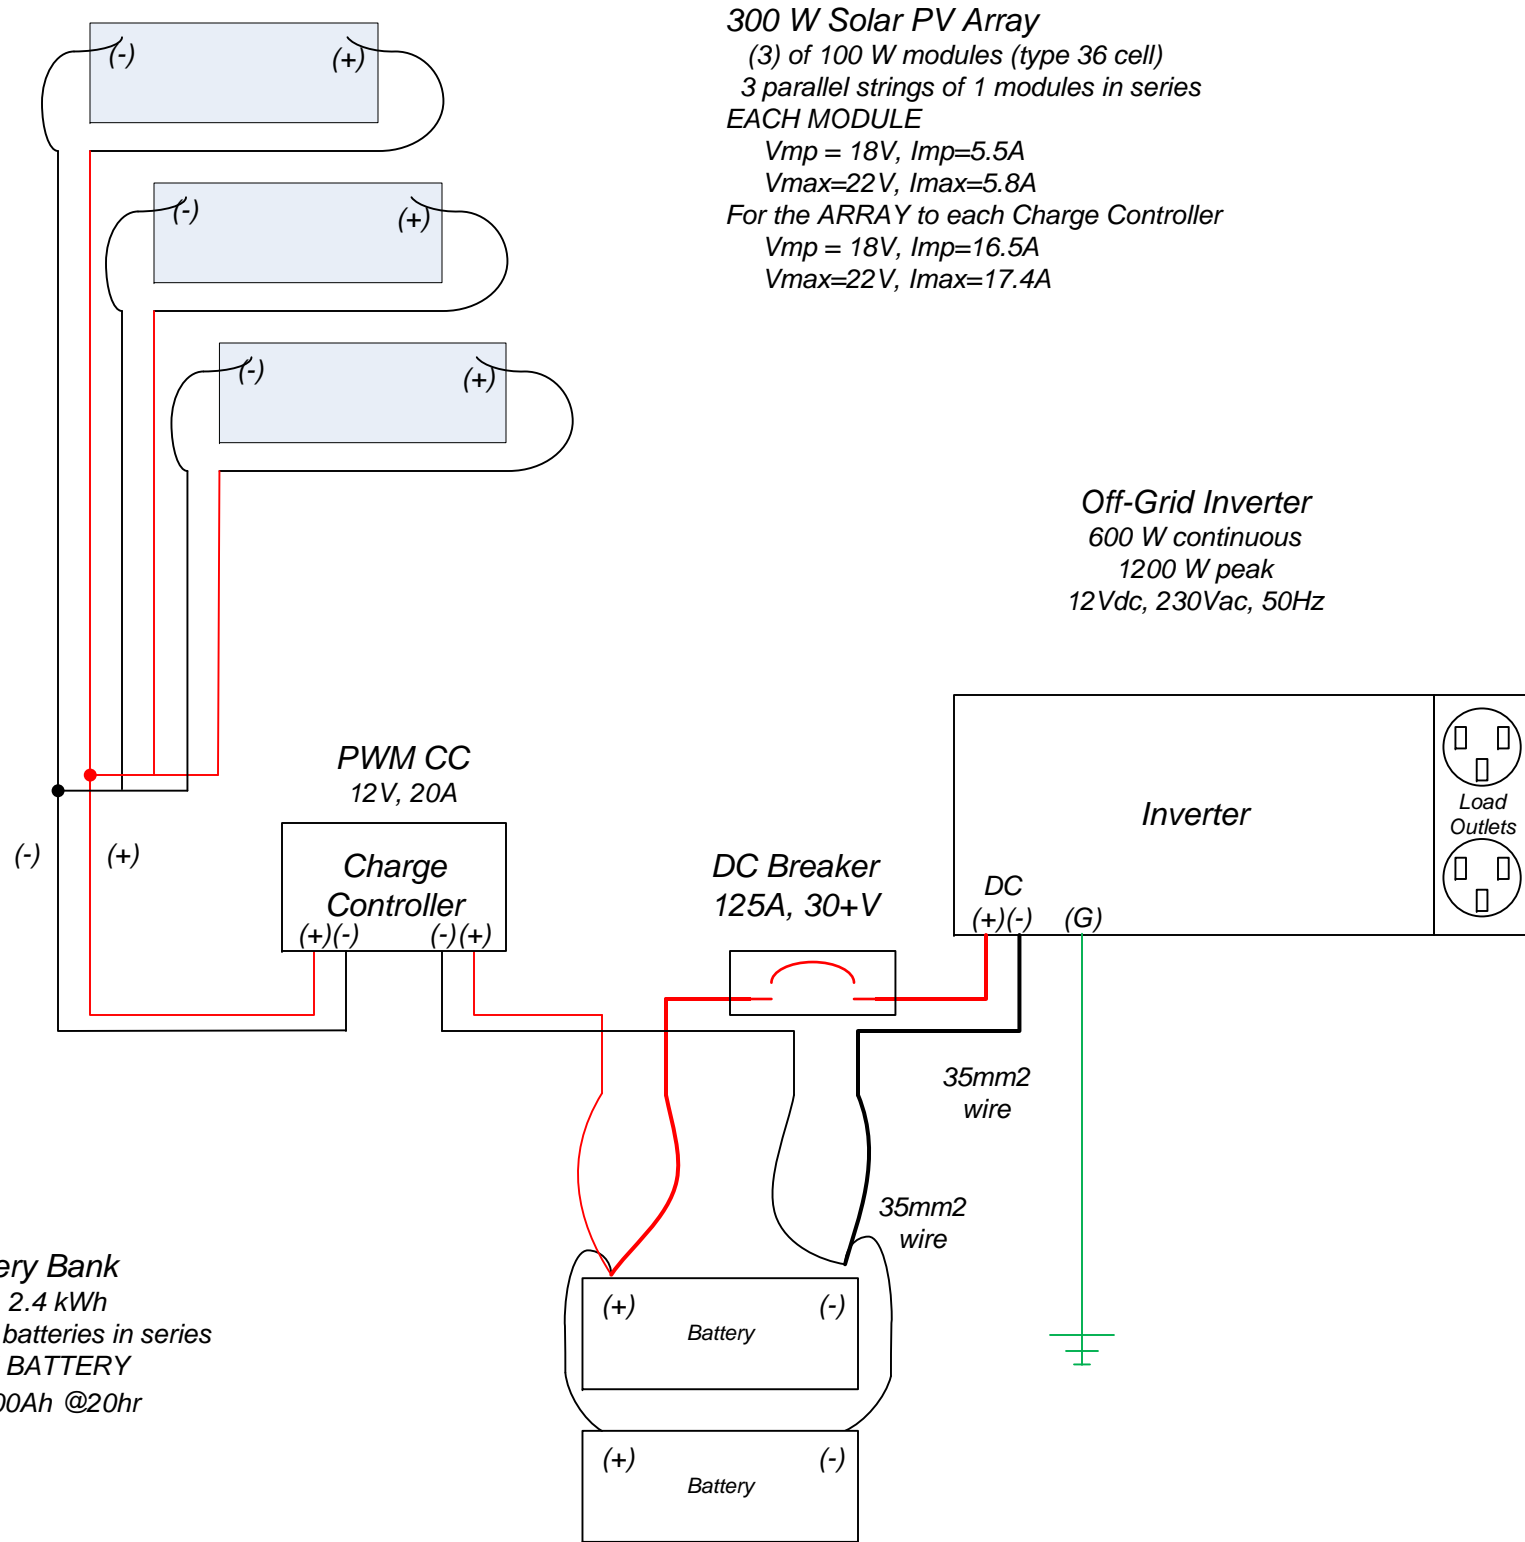 300 W Solar PV Array
(3) of 100 W modules (type 36 cell)
3 parallel strings of 1 modules in series
EACH MODULE
Vmp = 18V, Imp=5.5A
Vmax=22V, Imax=5.8A
For the ARRAY to each Charge Controller
Vmp = 18V, Imp=16.5A
Vmax=22V, Imax=17.4A
(-) (+)
(-) (+)
(-) (+)
Off-Grid Inverter
600 W continuous
1200 W peak
12Vdc, 230Vac, 50Hz
PWM CC
12V, 20A
(-) (+)
Charge
Controller
(+)(-) (-)(+)
DC Breaker
125A, 30+V
Inverter
DC
(+)(-) (G)
Load
Outlets
35mm2
wire
35mm2
wire
Bank
2.4 kWh
batteries in series
BATTERY
@20hr
(+) (-)
Battery
(+) (-)
Battery